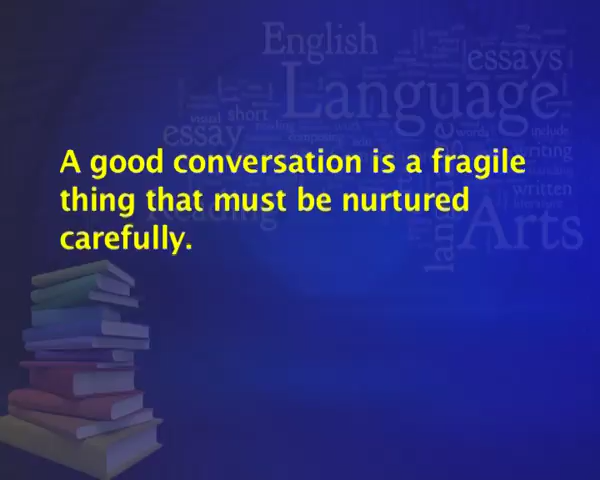 English
essays
Language
short
essay
words
include
writing
A good conversation is a fragile
thing that must be nurtured
carefully.
written
Reading
Arts